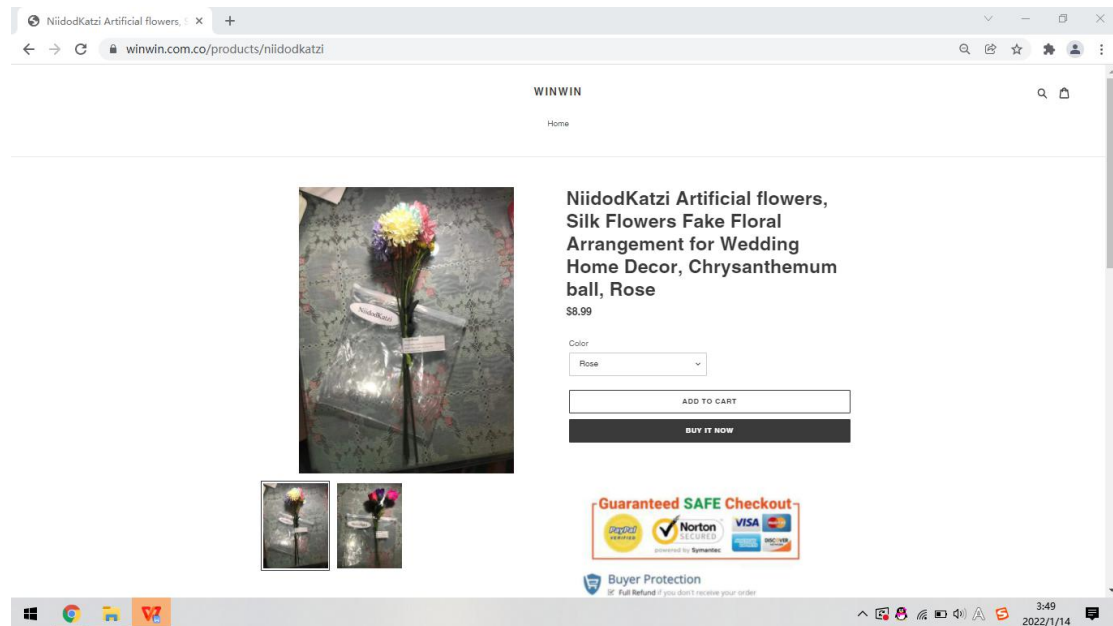 NiidodKatzi Artificial flowers, S
winwin.com.co/products/niidodkatzi
WINWIN
Home
NiidodKatzi Artificial flowers,
Silk Flowers Fake Floral
Arrangement for Wedding
Home Decor, Chrysanthemum
ball, Rose
$8.99
Color
Rose
ADD TO CART
BUY IT NOW
NiidodKatzi
Guaranteed SAFE Checkout
PayPal
VERIFIED
Norton
SECURED
powered by Symantec
VISA
DISCOVER
Buyer Protection
Full Refund if you don't receive your order
3:49
2022/1/14